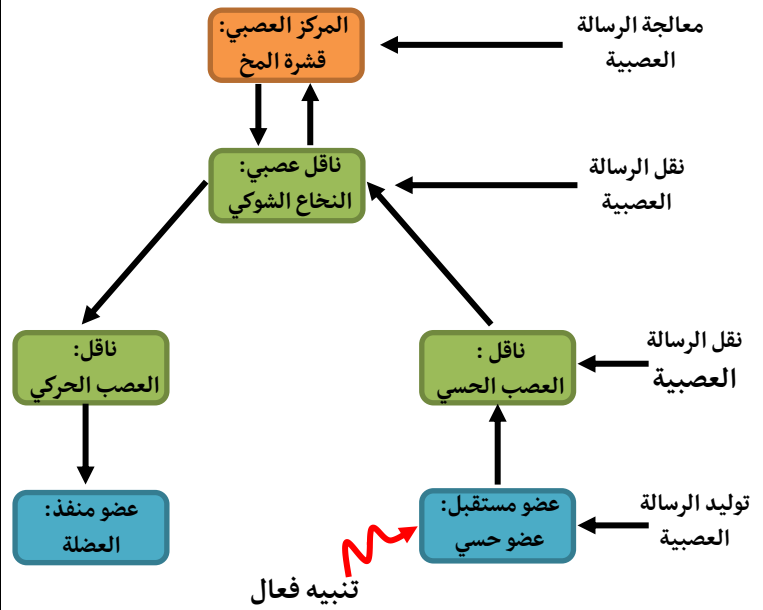 المركز العصبي:
قشرة المخ
معالجة الرسالة
العصبية
ناقل عصبي:
النخاع الشوكي
نقل الرسالة
العصبية
ناقل:
العصب الحركي
ناقل :
العصب الحسي
نقل الرسالة
العصبية
عضو منفذ:
العضلة
عضو مستقبل:
عضو حسي
توليد الرسالة
العصبية
تنبيه فعال